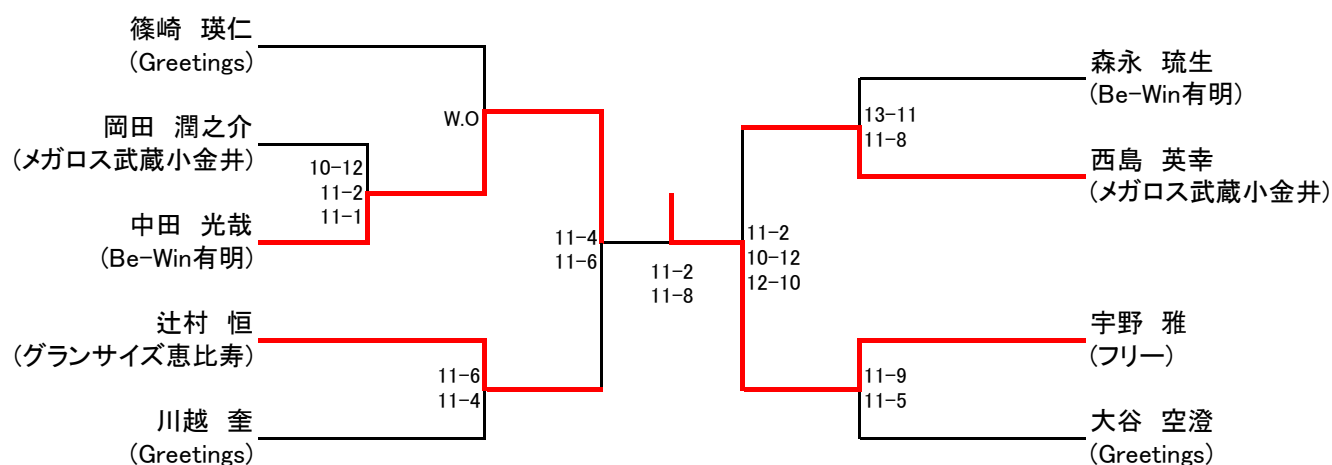 篠崎 瑛仁
(Greetings)
岡田 潤之介
(メガロス武蔵小金井)
中田 光哉
(Be-Win有明)
辻村 恒
(グランサイズ恵比寿)
川越 奎
(Greetings)
W.O
10-12
11-2
11-1
11-6
11-4
11-4
11-6
11-2
11-8
11-2
10-12
12-10
13-11
11-8
11-9
11-5
森永 琉生
(Be-Win有明)
西島 英幸
(メガロス武蔵小金井)
宇野 雅
(フリー)
大谷 空澄
(Greetings)